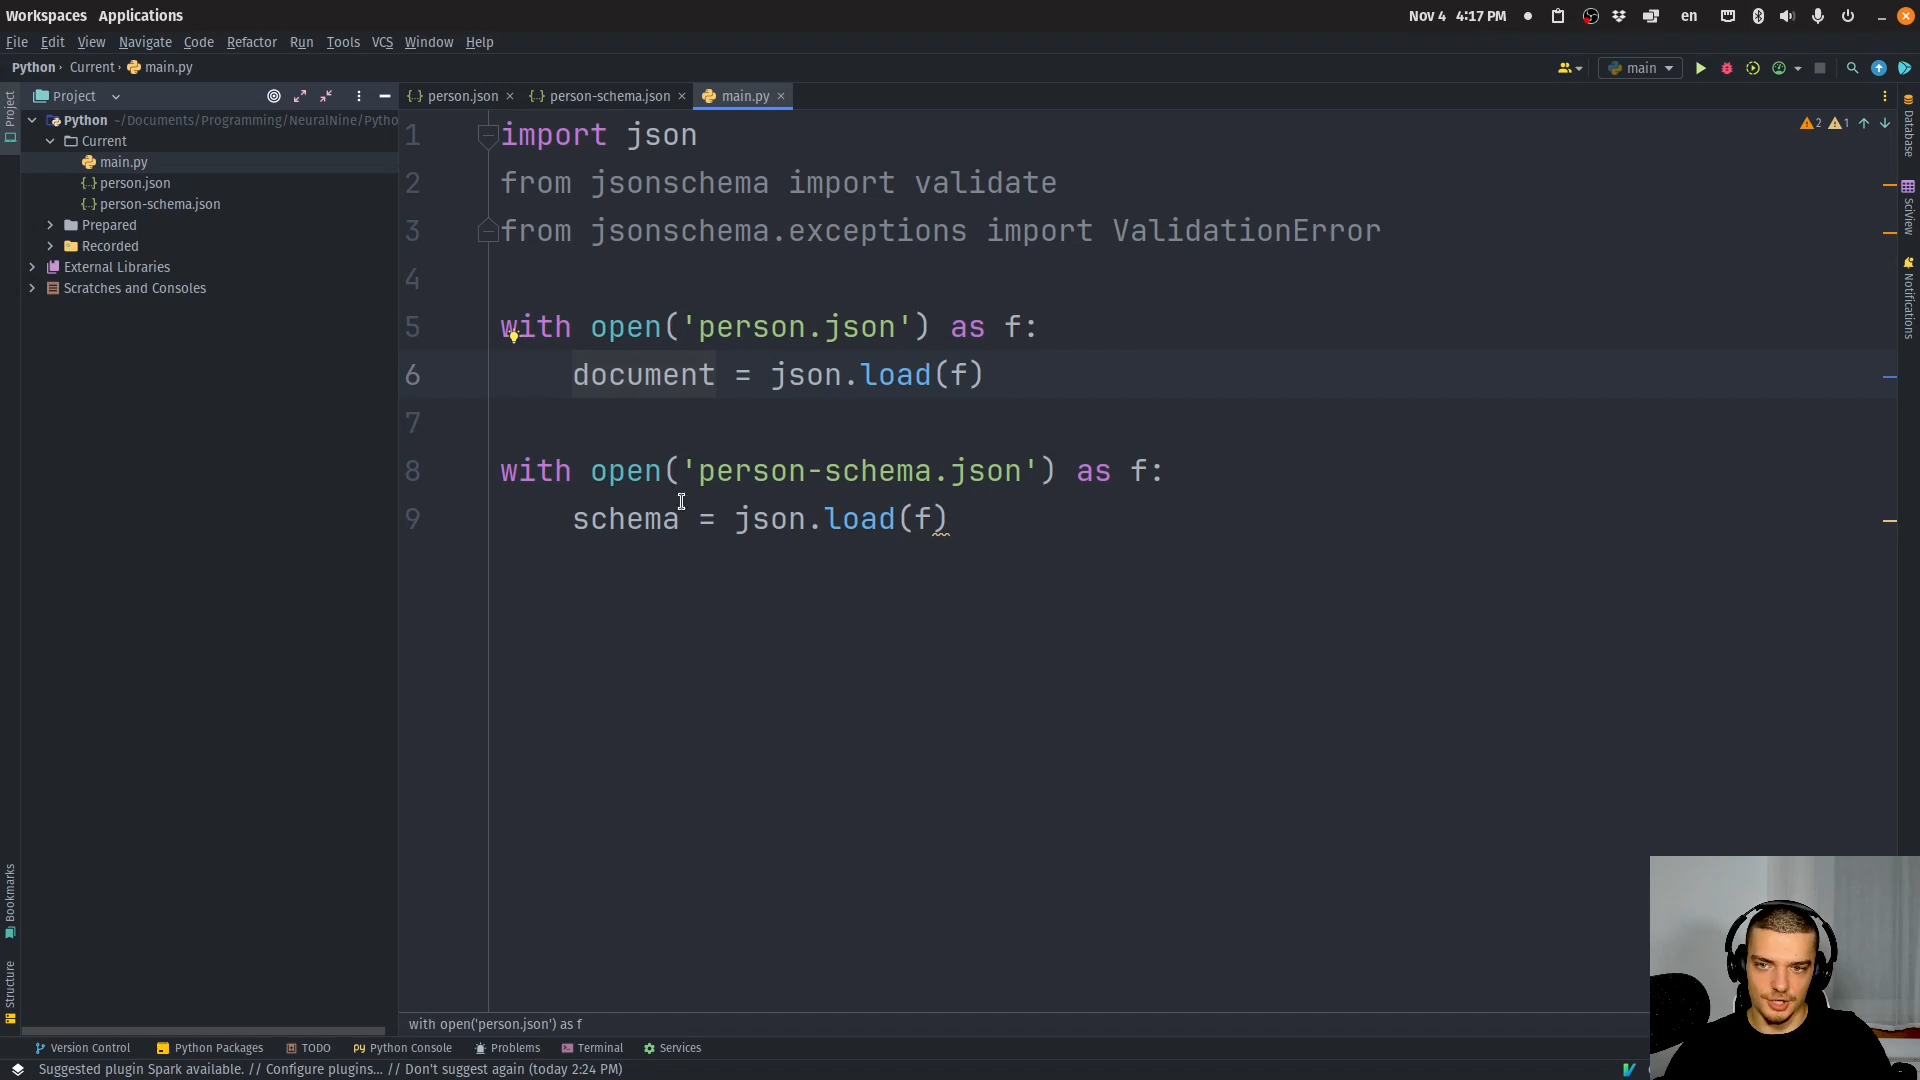 Workspaces Applications
Nov 4 4:17 PM en
File Edit View Navigate Code Refactor Run Tools VCS Window Help
Python Current main.py
main
Project
Project
person.json
person-schema.json
main.py
Python ~/Documents/Programming/NeuralNine/Pytho
Current
main.py
person.json
person-schema.json
Prepared
Recorded
External Libraries
Scratches and Consoles
1 import json
2 from jsonschema import validate
3 from jsonschema.exceptions import ValidationError
4
5 with open('person.json') as f:
6 document = json.load(f)
7
8 with open('person-schema.json') as f:
9 schema = json.load(f)
2 1
Database
SciView
Notifications
Bookmarks
Structure
with open('person.json') as f
Version Control Python Packages TODO Python Console Problems Terminal Services
Suggested plugin Spark available. // Configure plugins... // Don't suggest again (today 2:24 PM)